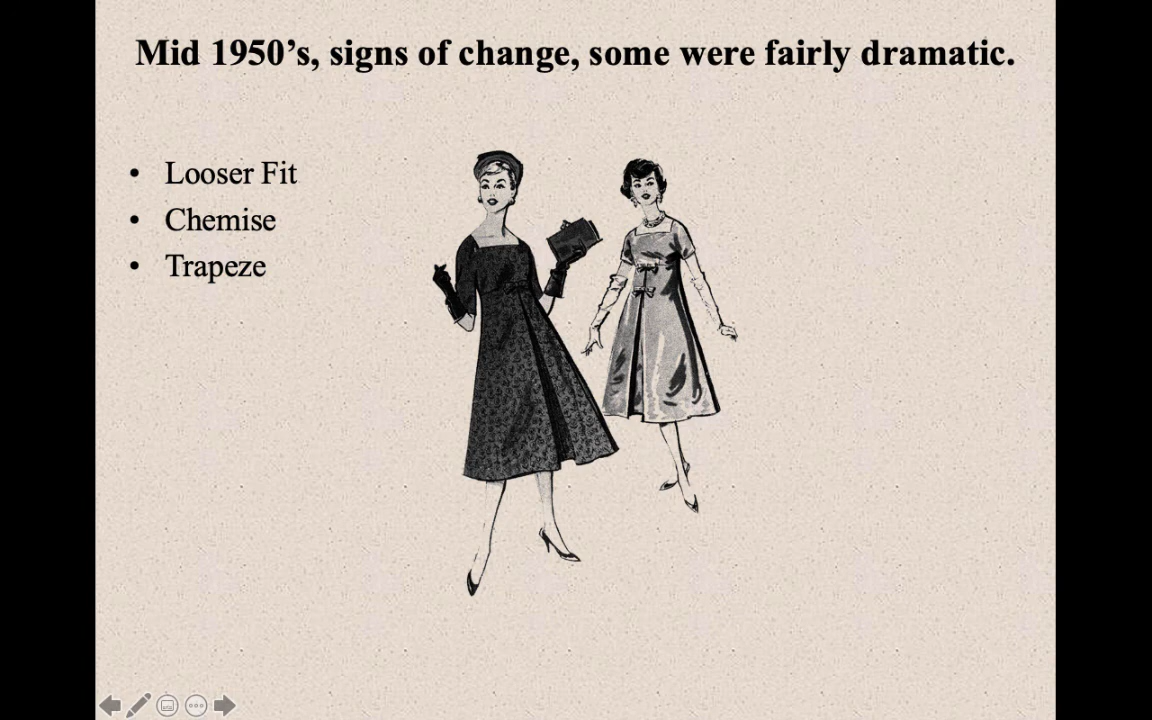 Mid 1950’s, signs of change, some were fairly dramatic.
• Looser Fit
• Chemise
• Trapeze